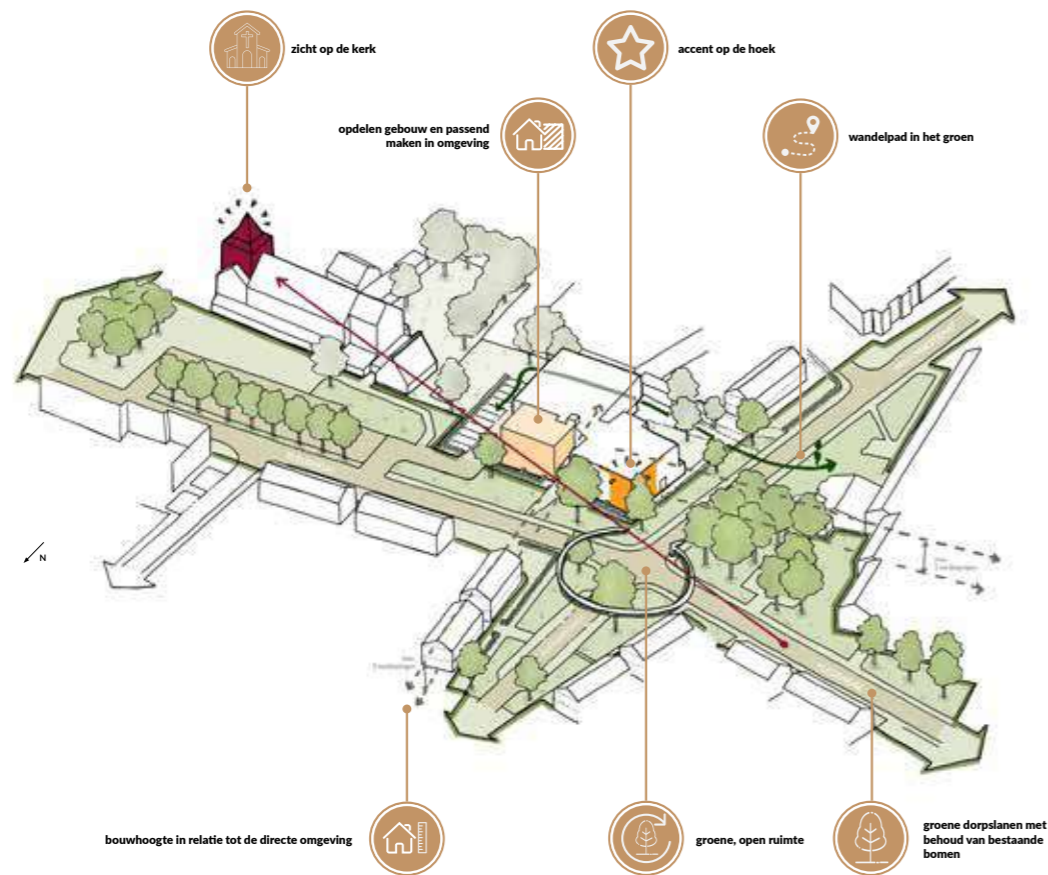 zicht op de kerk
accent op de hoek
opdelen gebouw en passend
maken in omgeving
wandelpad in het groen
N
bouwhoogte in relatie tot de directe omgeving
groene, open ruimte
groene dorpslanen met
behoud van bestaande
bomen